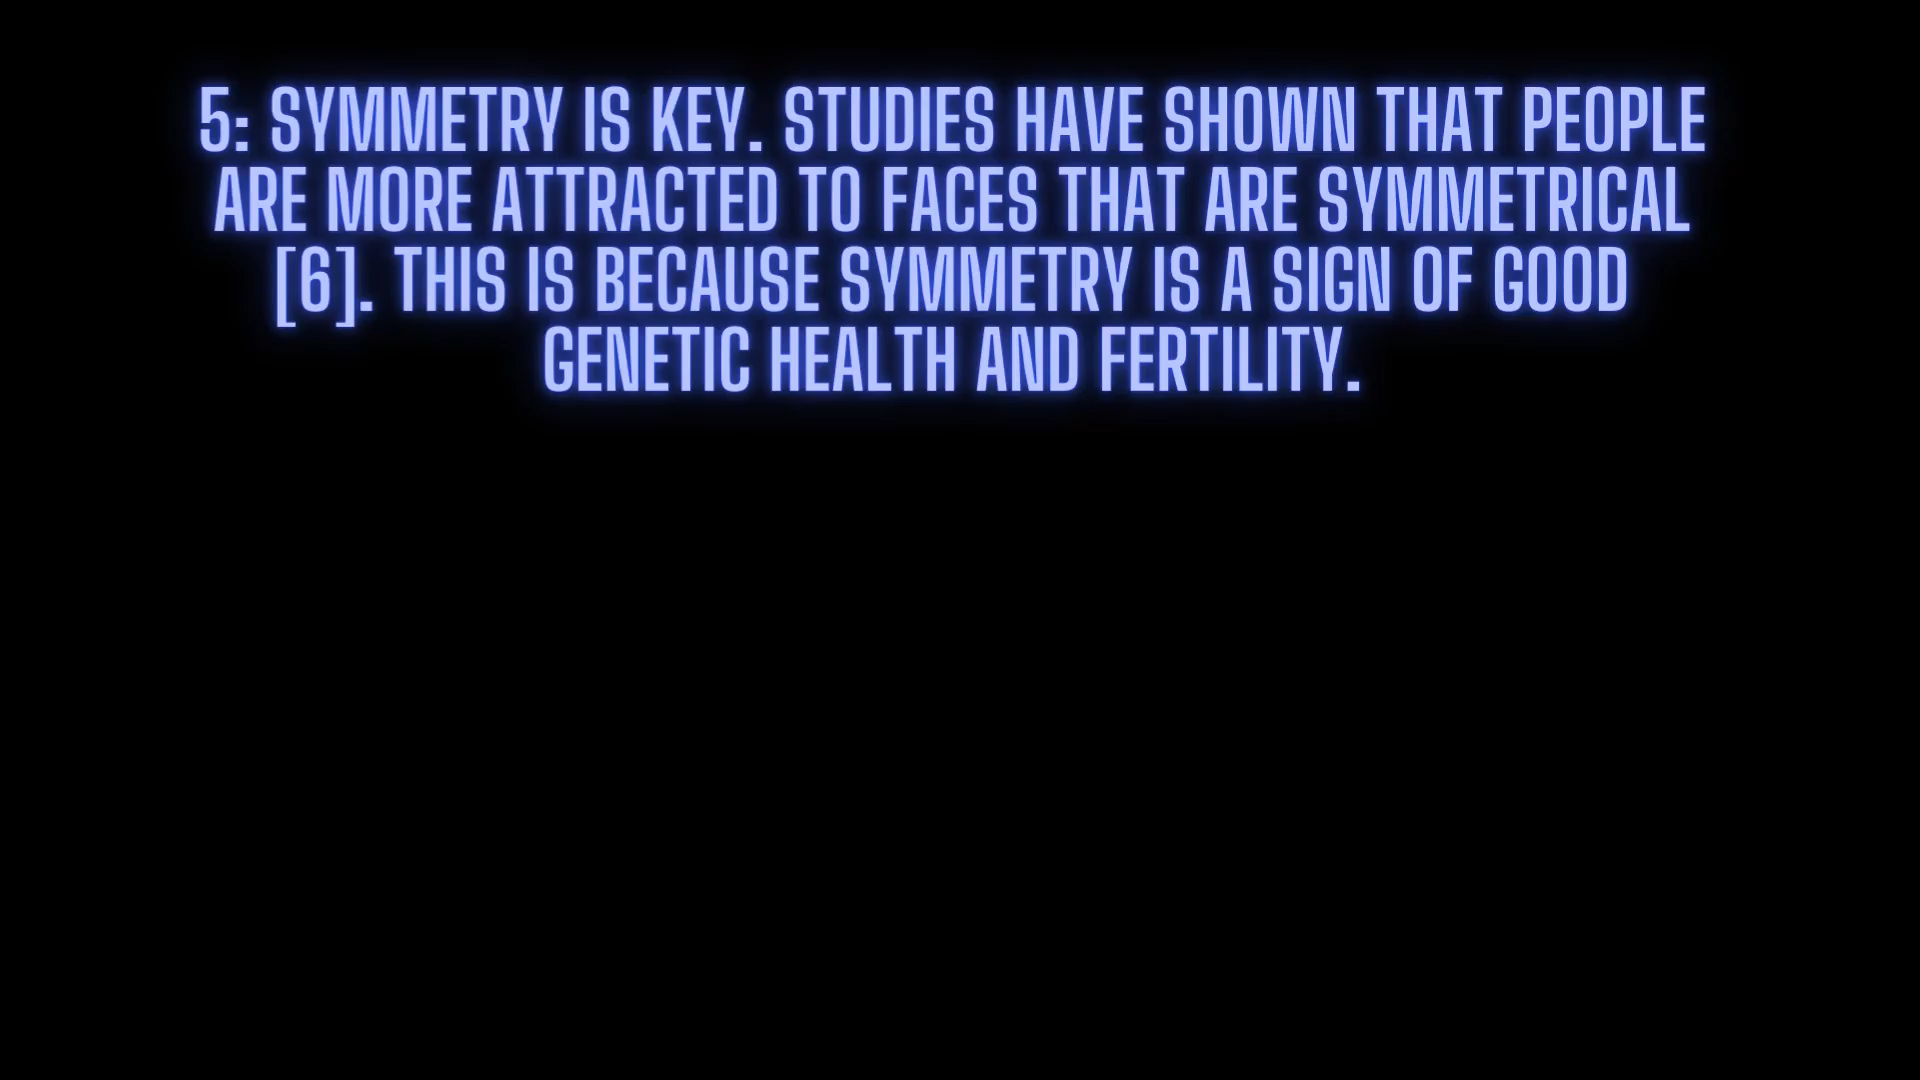 5: SYMMETRY IS KEY. STUDIES HAVE SHOWN THAT PEOPLE
ARE MORE ATTRACTED TO FACES THAT ARE SYMMETRICAL
[6]. THIS IS BECAUSE SYMMETRY IS A SIGN OF GOOD
GENETIC HEALTH AND FERTILITY.